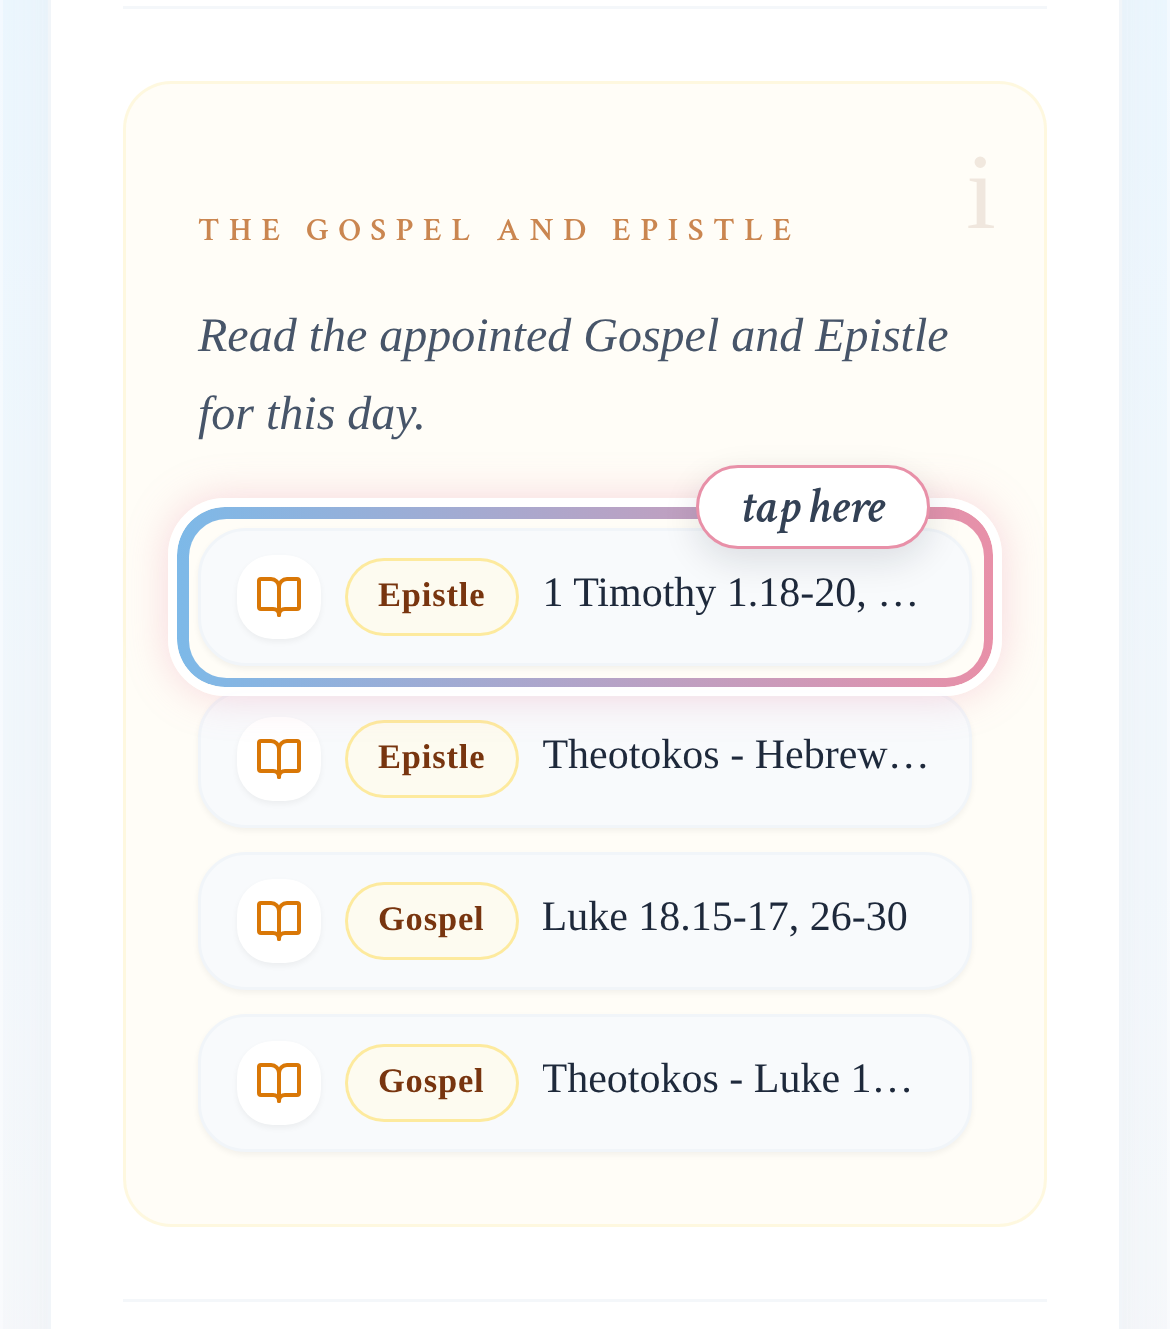 i
THE GOSPEL AND EPISTLE
Read the appointed Gospel and Epistle
for this day.
tap here
Epistle 1 Timothy 1.18-20, …
Epistle Theotokos - Hebrew…
Gospel Luke 18.15-17, 26-30
Gospel Theotokos - Luke 1…